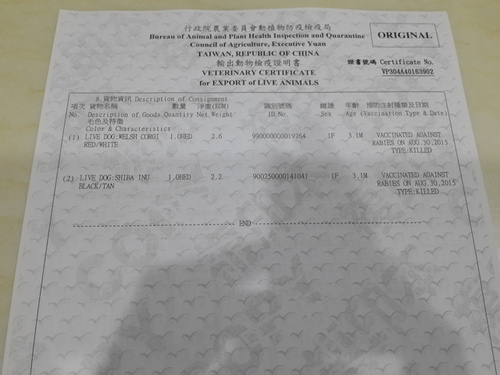 行政院農業委員會動植物防疫檢疫局
Bureau of Animal and Plant Health Inspection and Quarantine
Council of Agriculture, Executive Yuan
TAIWAN, REPUBLIC OF CHINA
輸出動物檢疫證明書
VETERINARY CERTIFICATE
for EXPORT of LIVE ANIMALS
ORIGINAL
證書號碼 Certificate No.
VP304A40163902
8.貨物資訊 Description of Consignment
項次 貨物名稱 數量 淨重(KGM) 識別號碼 性別 年齡 預防注射種類及日期
No. Description of Goods Quantity Net.Weight ID.No. Sex Age (Vaccination Type & Date)
毛色及特徵
Color & Characteristics
(1) LIVE DOG:WELSH CORGI 1.0HED 2.6 990000000019264 1F 3.1M VACCINATED AGAINST
RED/WHITE RABIES ON AUG.30,2015
TYPE:KILLED
(2) LIVE DOG:SHIBA INU 1.0HED 2.2 900250000141041 1F 3.1M VACCINATED AGAINST
BLACK/TAN RABIES ON AUG.30,2015
TYPE:KILLED
END